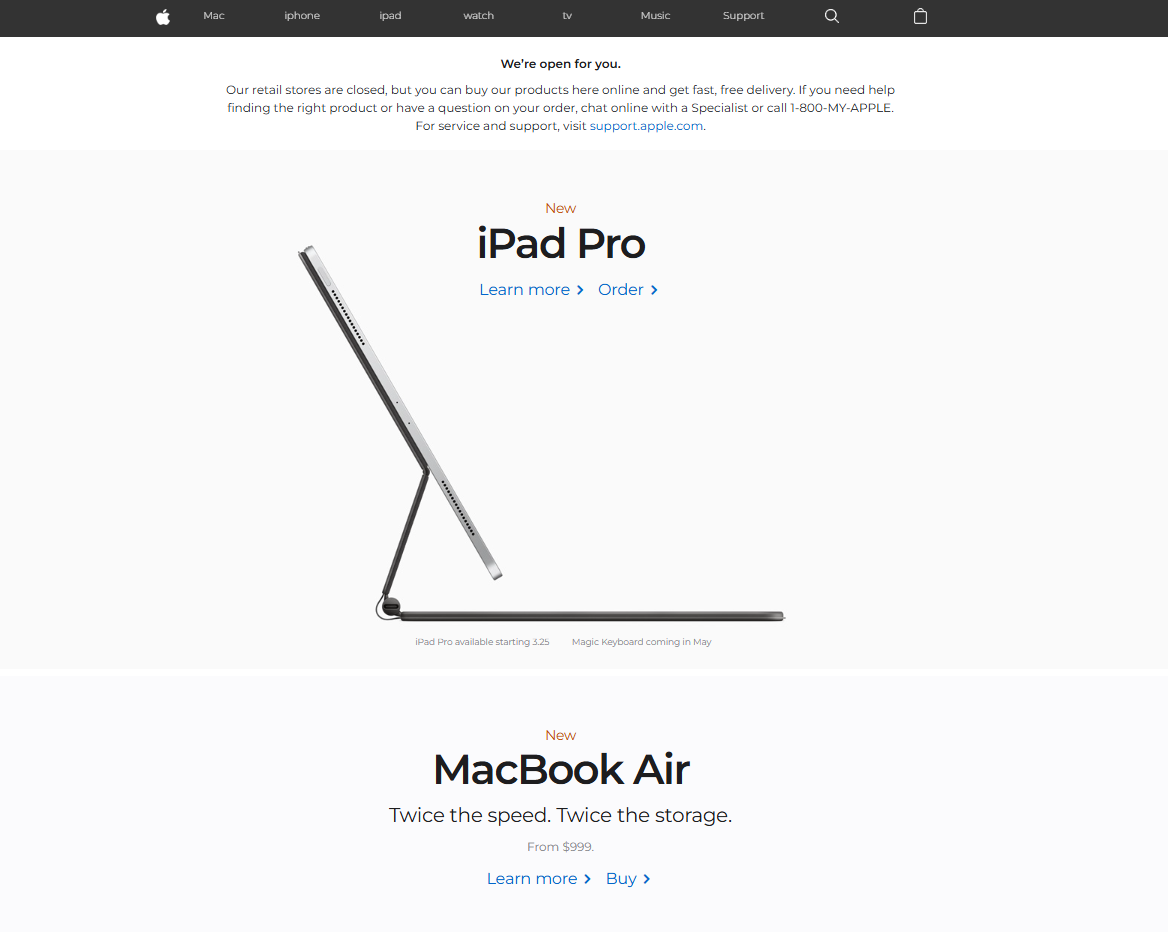 Mac iphone ipad watch tv Music Support
We’re open for you.
Our retail stores are closed, but you can buy our products here online and get fast, free delivery. If you need help
finding the right product or have a question on your order, chat online with a Specialist or call 1-800-MY-APPLE.
For service and support, visit support.apple.com.
New
iPad Pro
Learn more Order
iPad Pro available starting 3.25 Magic Keyboard coming in May
New
MacBook Air
Twice the speed. Twice the storage.
From $999.
Learn more Buy